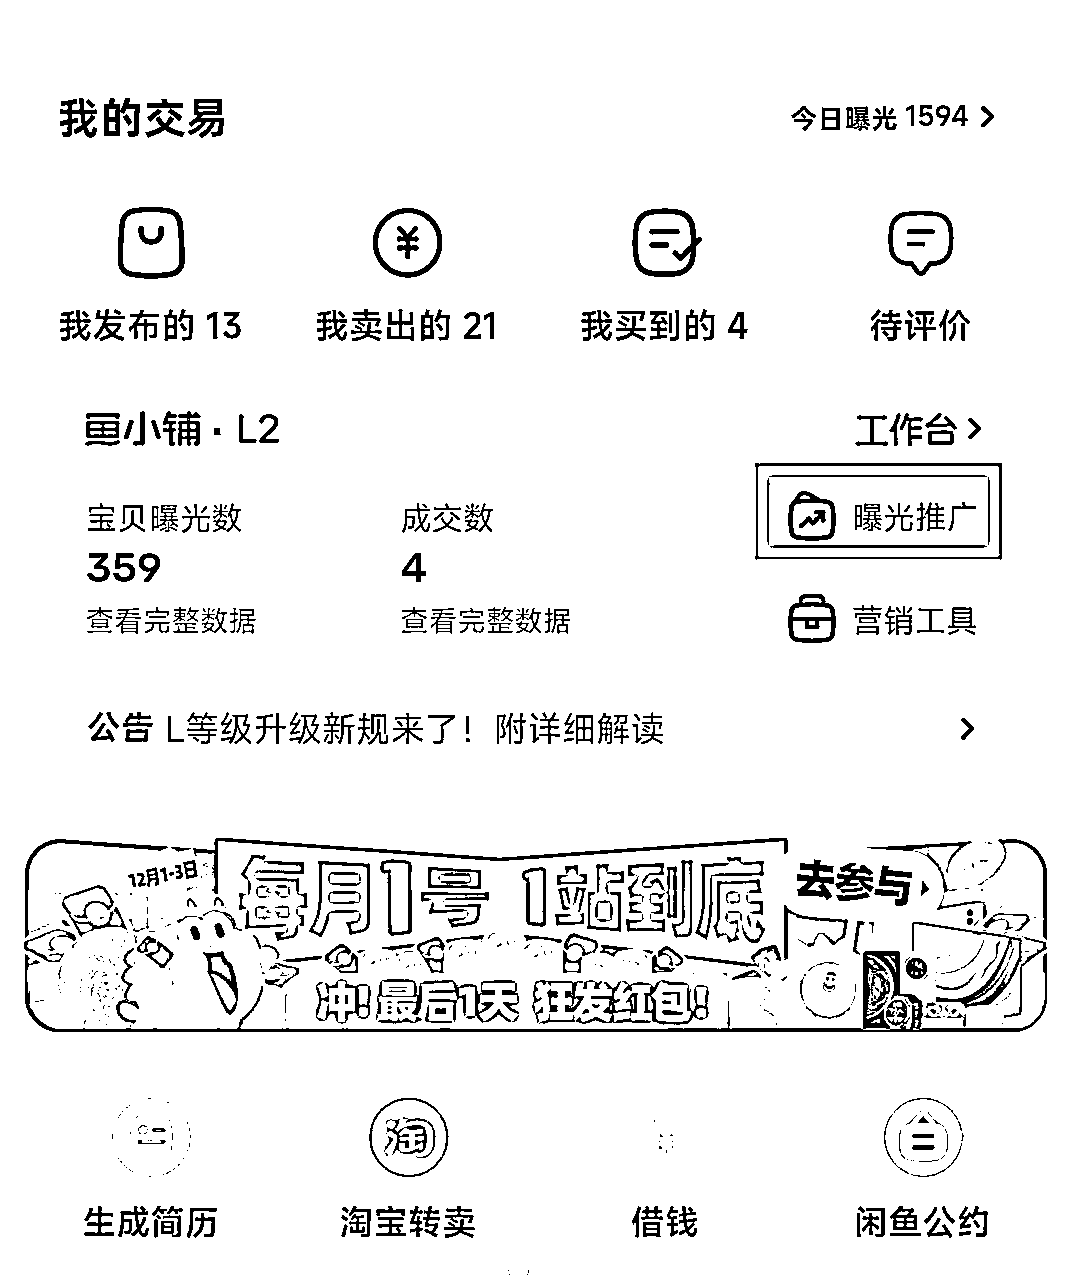 我的交易
今日曝光 1594
我发布的 13 我卖出的 21 我买到的 4 待评价
鱼小铺 · L2
工作台
宝贝曝光数 成交数
曝光推广
359 4
查看完整数据 查看完整数据
营销工具
公告 L等级升级新规来了！附详细解读
12月1-3日
每月1号 1站到底
去参与
冲！最后1天 狂发红包！
淘
生成简历 淘宝转卖 借钱 闲鱼公约